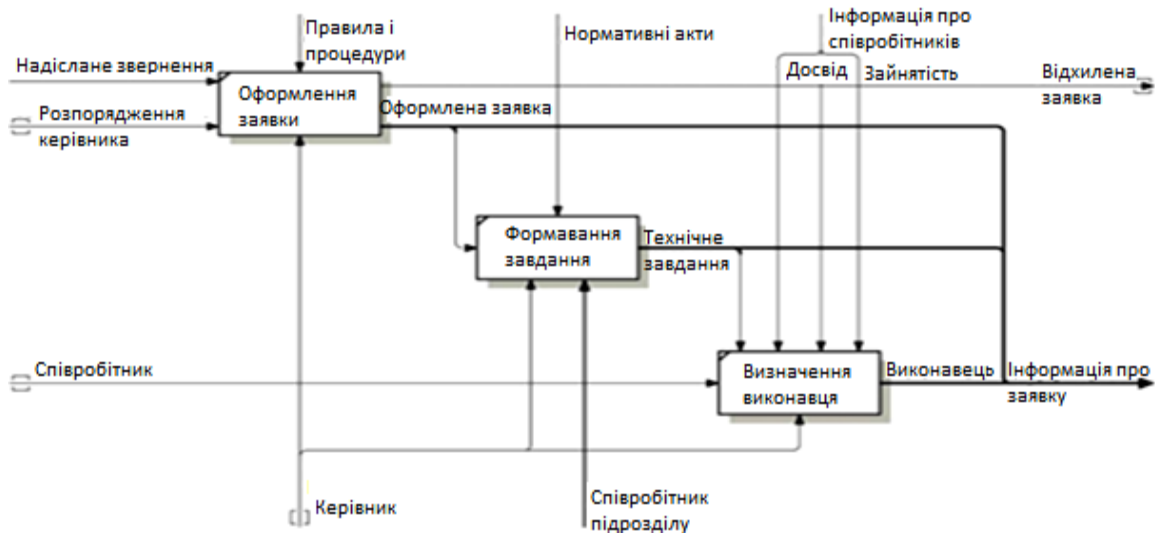 Правила і
процедури
Нормативні акти
Інформація про
співробітників
Надіслане звернення
Досвід
Зайнятість
Відхилена
заявка
Оформлення
заявки
Оформлена заявка
Розпорядження
керівника
Формавання
завдання
Технічне
завдання
Співробітник
Визначення
виконавця
Виконавець
Інформація про
заявку
Керівник
Співробітник
підрозділу